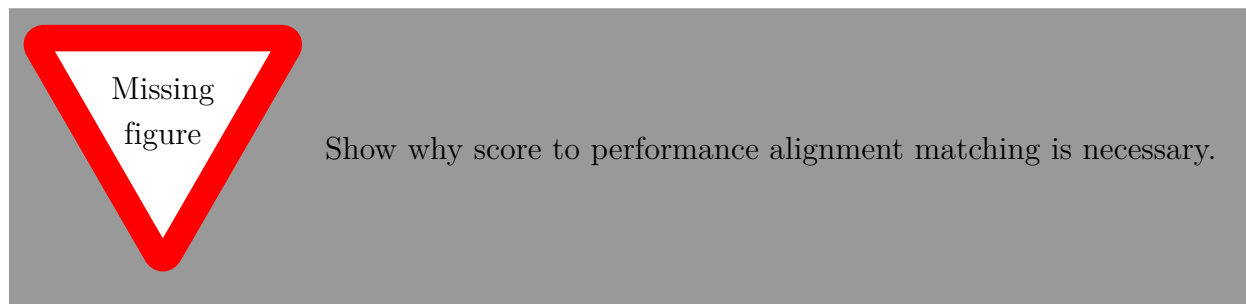 Missing
figure
Show why score to performance alignment matching is necessary.